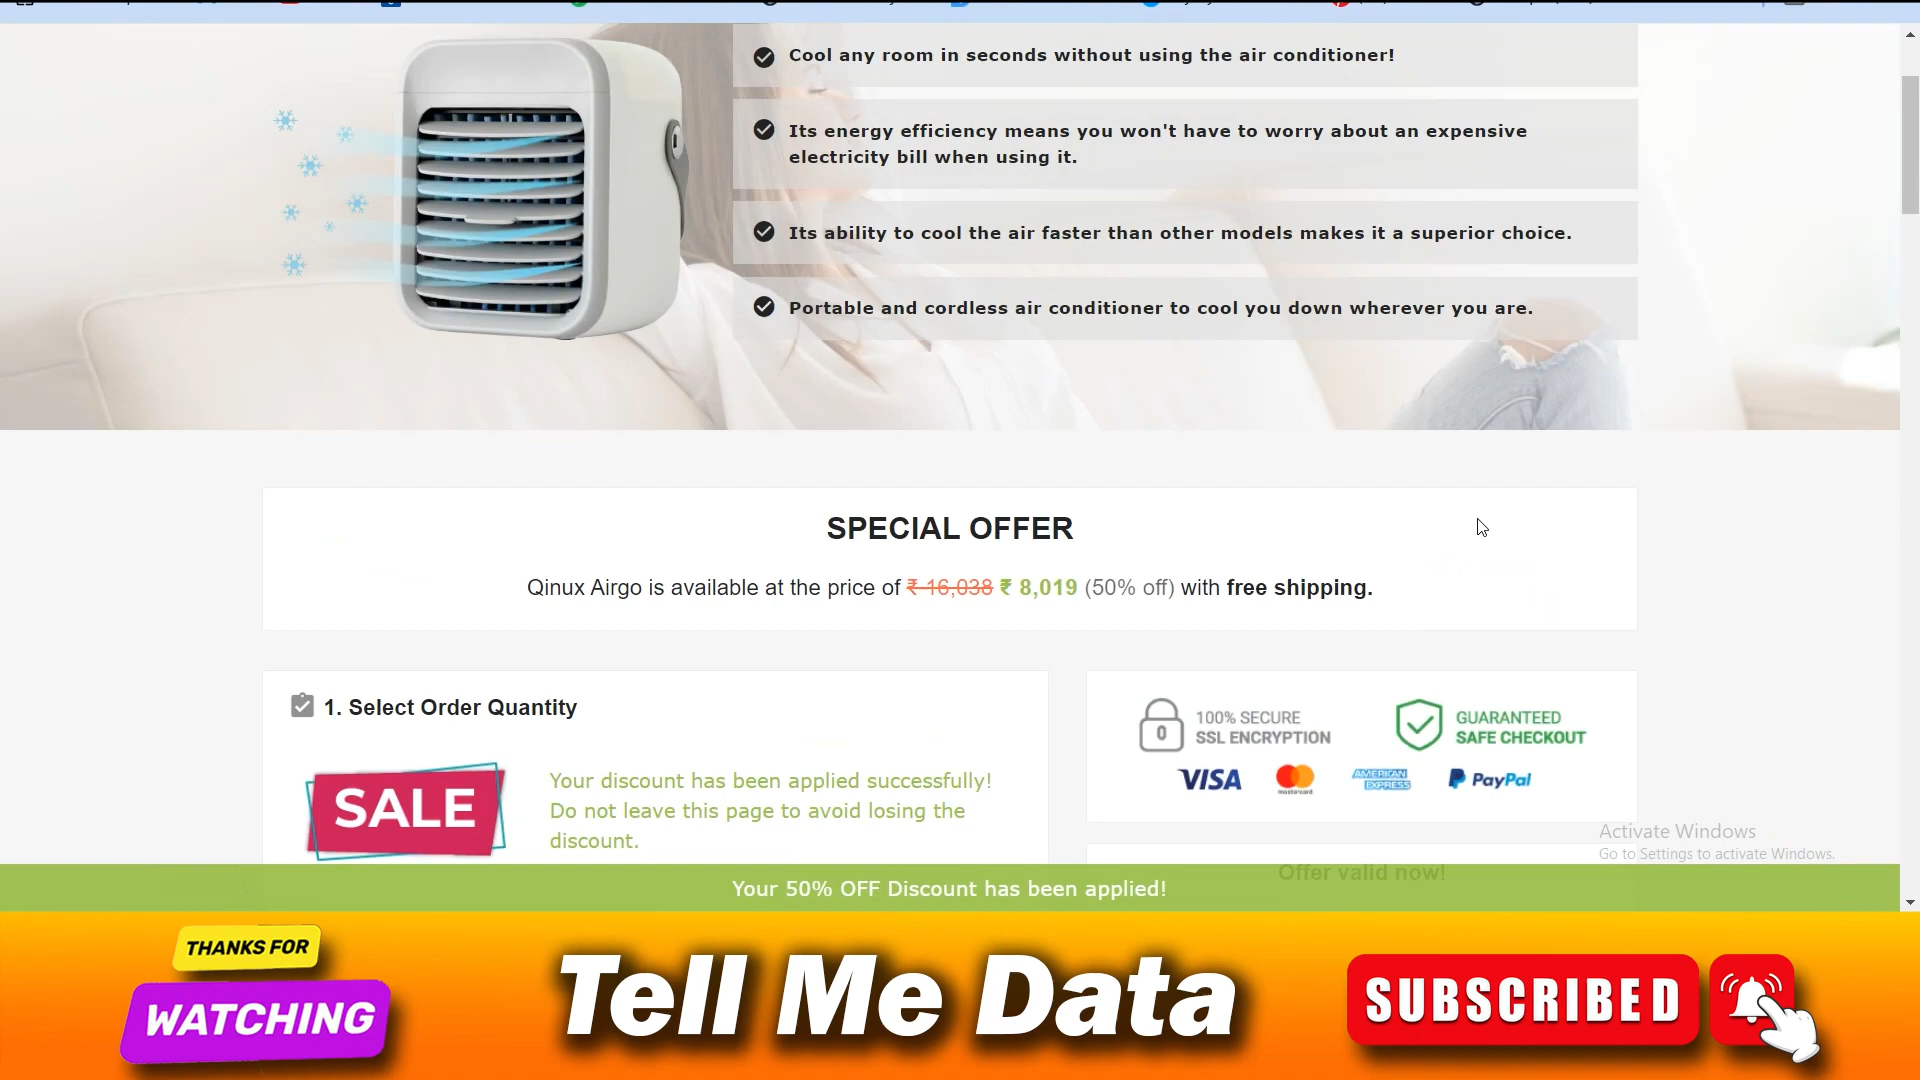 Cool any room in seconds without using the air conditioner!
Its energy efficiency means you won't have to worry about an expensive
electricity bill when using it.
Its ability to cool the air faster than other models makes it a superior choice.
Portable and cordless air conditioner to cool you down wherever you are.
SPECIAL OFFER
Qinux Airgo is available at the price of ₹ 16,038 ₹ 8,019 (50% off) with free shipping.
1. Select Order Quantity
SALE
Your discount has been applied successfully!
Do not leave this page to avoid losing the
discount.
100% SECURE
SSL ENCRYPTION
GUARANTEED
SAFE CHECKOUT
VISA
mastercard
AMERICAN
EXPRESS
PayPal
Activate Windows
Go to Settings to activate Windows.
Offer valid now!
Your 50% OFF Discount has been applied!
THANKS FOR
WATCHING
Tell Me Data
SUBSCRIBED